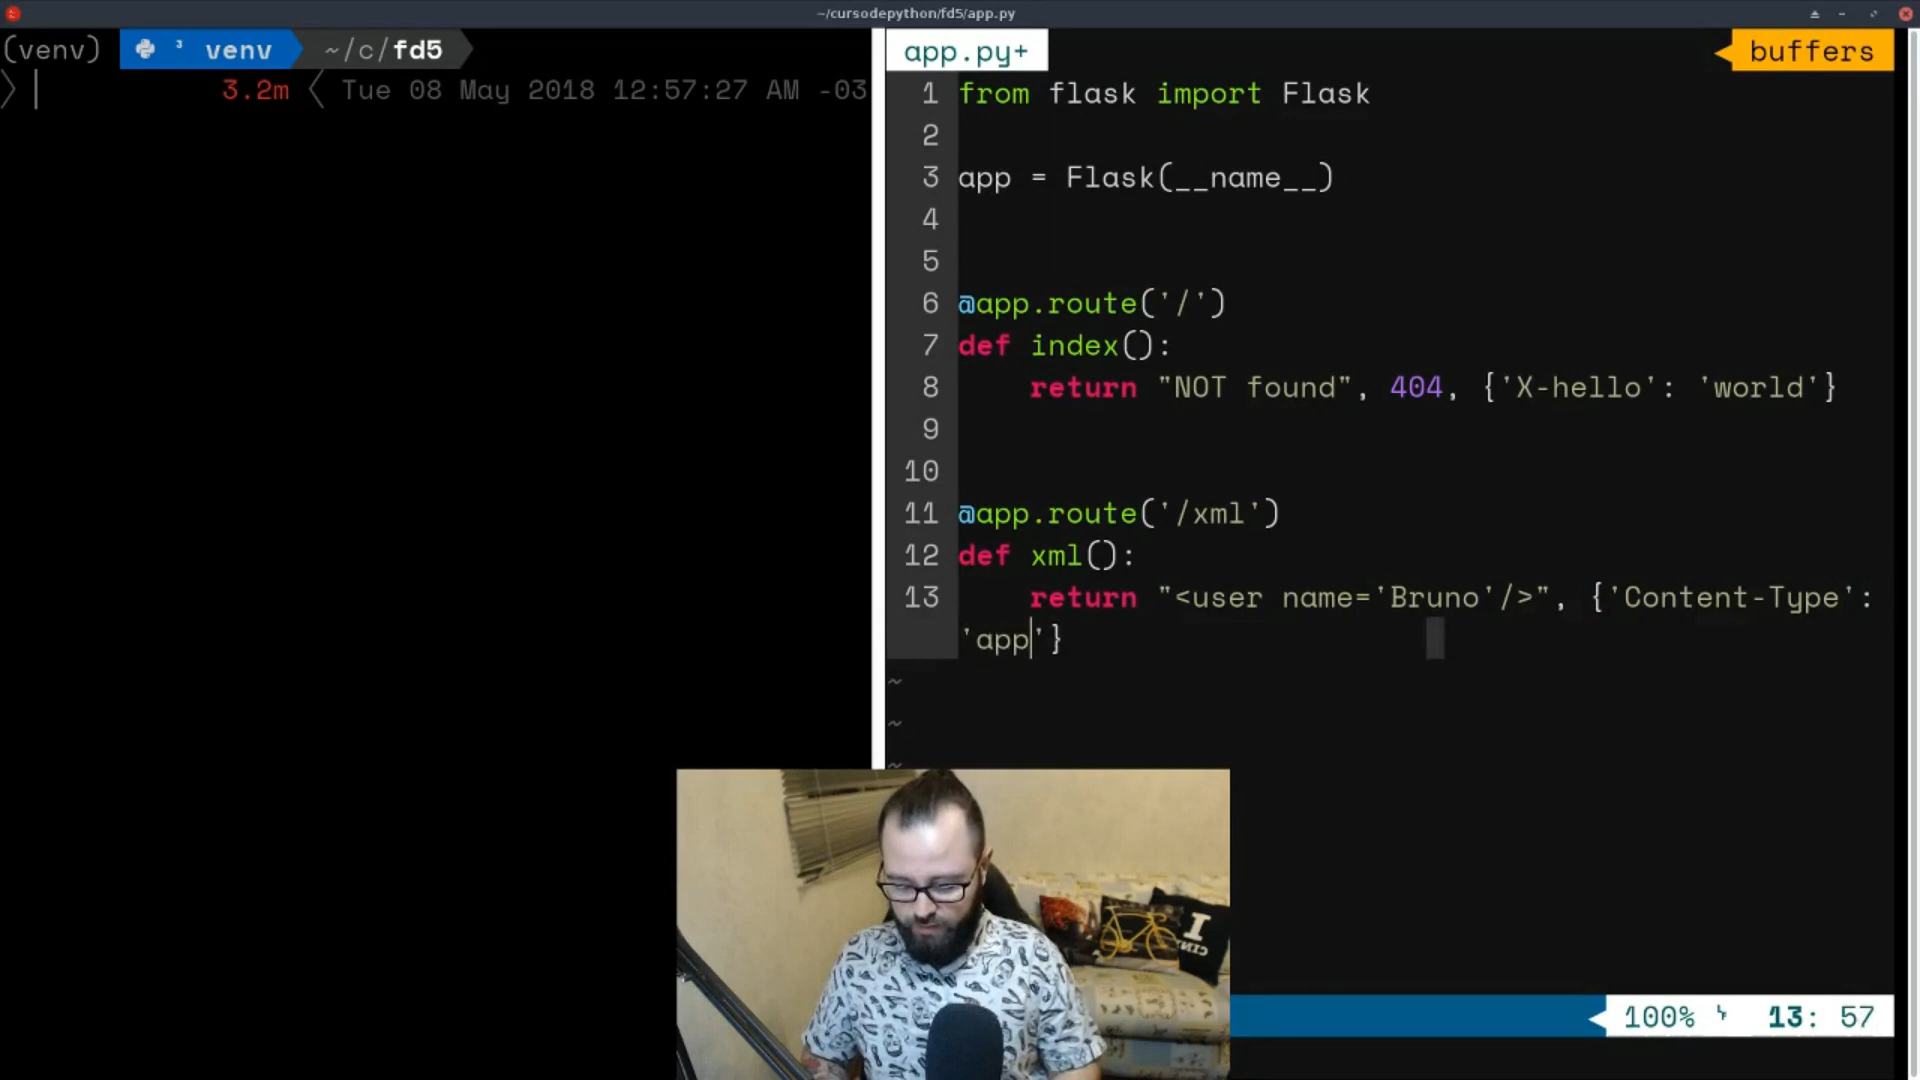 ~/cursodepython/fd5/app.py
(venv) ³ venv ~/c/fd5
3.2m Tue 08 May 2018 12:57:27 AM -03
app.py+ buffers
1 from flask import Flask
2
3 app = Flask(__name__)
4
5
6 @app.route('/')
7 def index():
8 return "NOT found", 404, {'X-hello': 'world'}
9
10
11 @app.route('/xml')
12 def xml():
13 return "<user name='Bruno'/>", {'Content-Type':
'app'}
~
~
~
I
100% 13: 57